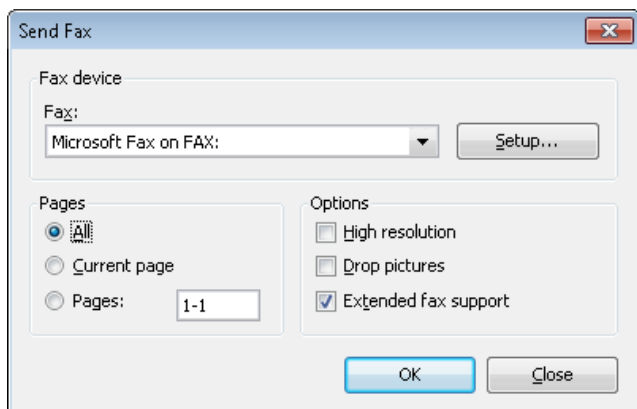 Send Fax
Fax device
Fax:
Microsoft Fax on FAX:
Setup...
Pages
All
Current page
Pages:
1-1
Options
High resolution
Drop pictures
Extended fax support
OK
Close